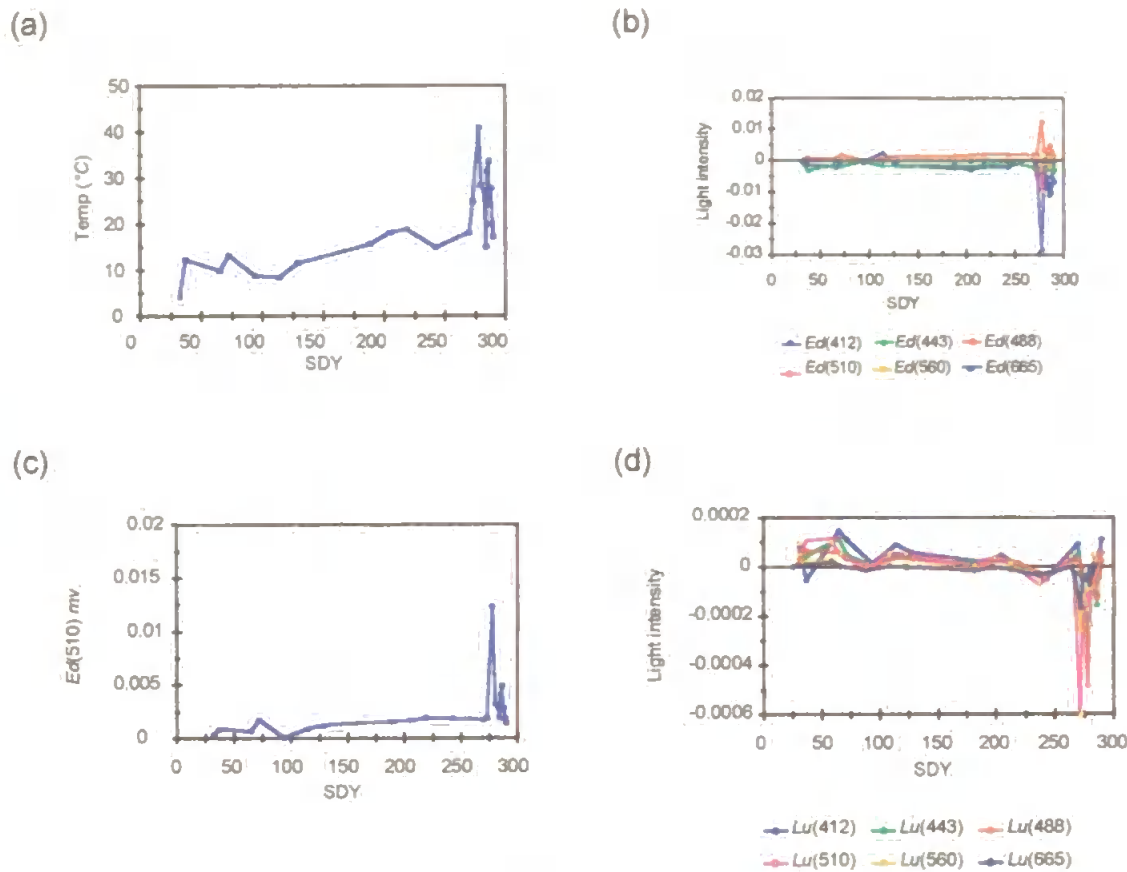 (a)
50
40
30
20
10
0
Temp (°C)
0 50 100 150 200 250 300
SDY
(b)
0.02
0.01
0
-0.01
-0.02
-0.03
Light intensity
0 50 100 150 200 250 300
SDY
Ed(412) Ed(443) Ed(488)
Ed(510) Ed(560) Ed(665)
(c)
0.02
0.015
0.01
0.005
0
Ed(510) mv.
0 50 100 150 200 250 300
SDY
(d)
0.0002
0
-0.0002
-0.0004
-0.0006
Light intensity
0 50 100 150 200 250 300
SDY
Lu(412) Lu(443) Lu(488)
Lu(510) Lu(560) Lu(665)